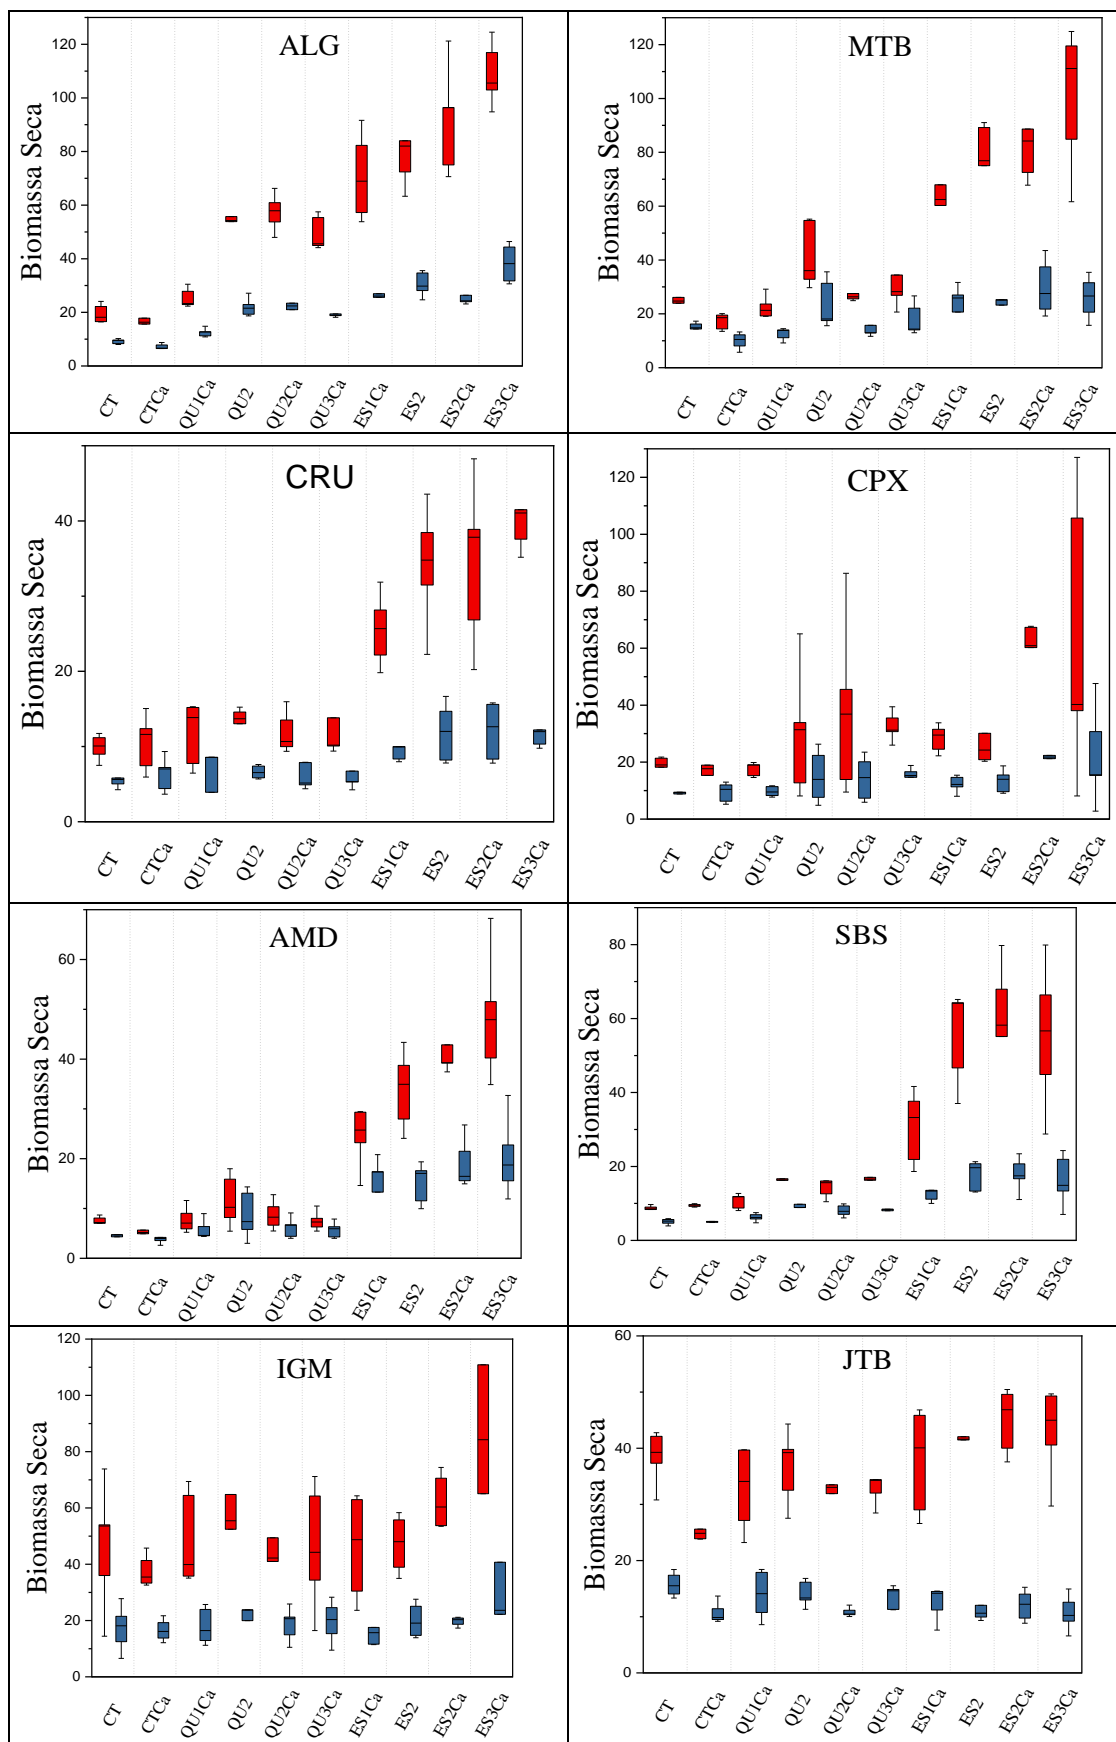 ALG
Biomassa Seca
120
100
80
60
40
20
0
CT CTCa QU1Ca QU2 QU2Ca QU3Ca ES1Ca ES2 ES2Ca ES3Ca
MTB
Biomassa Seca
120
100
80
60
40
20
0
CT CTCa QU1Ca QU2 QU2Ca QU3Ca ES1Ca ES2 ES2Ca ES3Ca
CRU
Biomassa Seca
40
20
0
CT CTCa QU1Ca QU2 QU2Ca QU3Ca ES1Ca ES2 ES2Ca ES3Ca
CPX
Biomassa Seca
120
100
80
60
40
20
0
CT CTCa QU1Ca QU2 QU2Ca QU3Ca ES1Ca ES2 ES2Ca ES3Ca
AMD
Biomassa Seca
60
40
20
0
CT CTCa QU1Ca QU2 QU2Ca QU3Ca ES1Ca ES2 ES2Ca ES3Ca
SBS
Biomassa Seca
80
60
40
20
0
CT CTCa QU1Ca QU2 QU2Ca QU3Ca ES1Ca ES2 ES2Ca ES3Ca
IGM
Biomassa Seca
120
100
80
60
40
20
0
CT CTCa QU1Ca QU2 QU2Ca QU3Ca ES1Ca ES2 ES2Ca ES3Ca
JTB
Biomassa Seca
60
40
20
0
CT CTCa QU1Ca QU2 QU2Ca QU3Ca ES1Ca ES2 ES2Ca ES3Ca